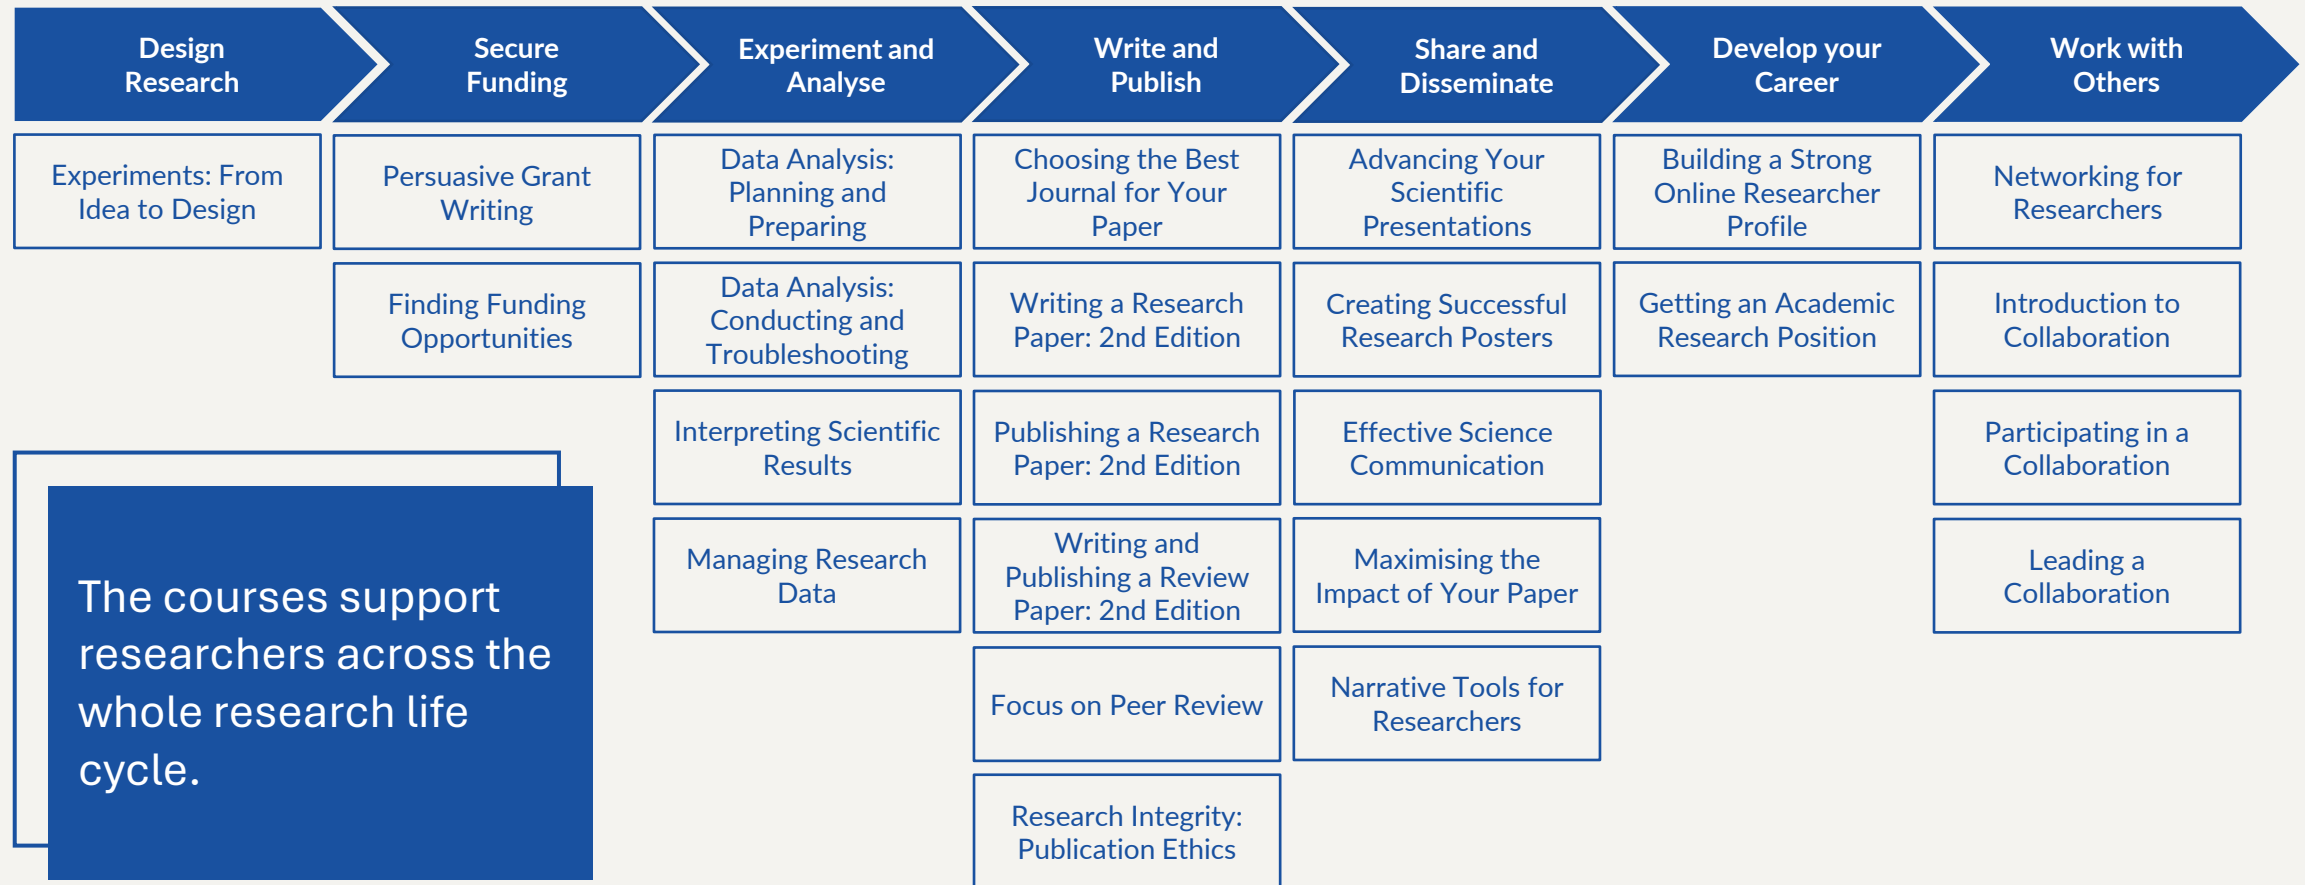 Design
Research
Secure
Funding
Experiment and
Analyse
Write and
Publish
Share and
Disseminate
Develop your
Career
Work with
Others
Experiments: From
Idea to Design
Persuasive Grant
Writing
Finding Funding
Opportunities
Data Analysis:
Planning and
Preparing
Data Analysis:
Conducting and
Troubleshooting
Interpreting Scientific
Results
Managing Research
Data
Choosing the Best
Journal for Your
Paper
Writing a Research
Paper: 2nd Edition
Publishing a Research
Paper: 2nd Edition
Writing and
Publishing a Review
Paper: 2nd Edition
Focus on Peer Review
Research Integrity:
Publication Ethics
Advancing Your
Scientific
Presentations
Creating Successful
Research Posters
Effective Science
Communication
Maximising the
Impact of Your Paper
Narrative Tools for
Researchers
Building a Strong
Online Researcher
Profile
Getting an Academic
Research Position
Networking for
Researchers
Introduction to
Collaboration
Participating in a
Collaboration
Leading a
Collaboration
The courses support
researchers across the
whole research life
cycle.